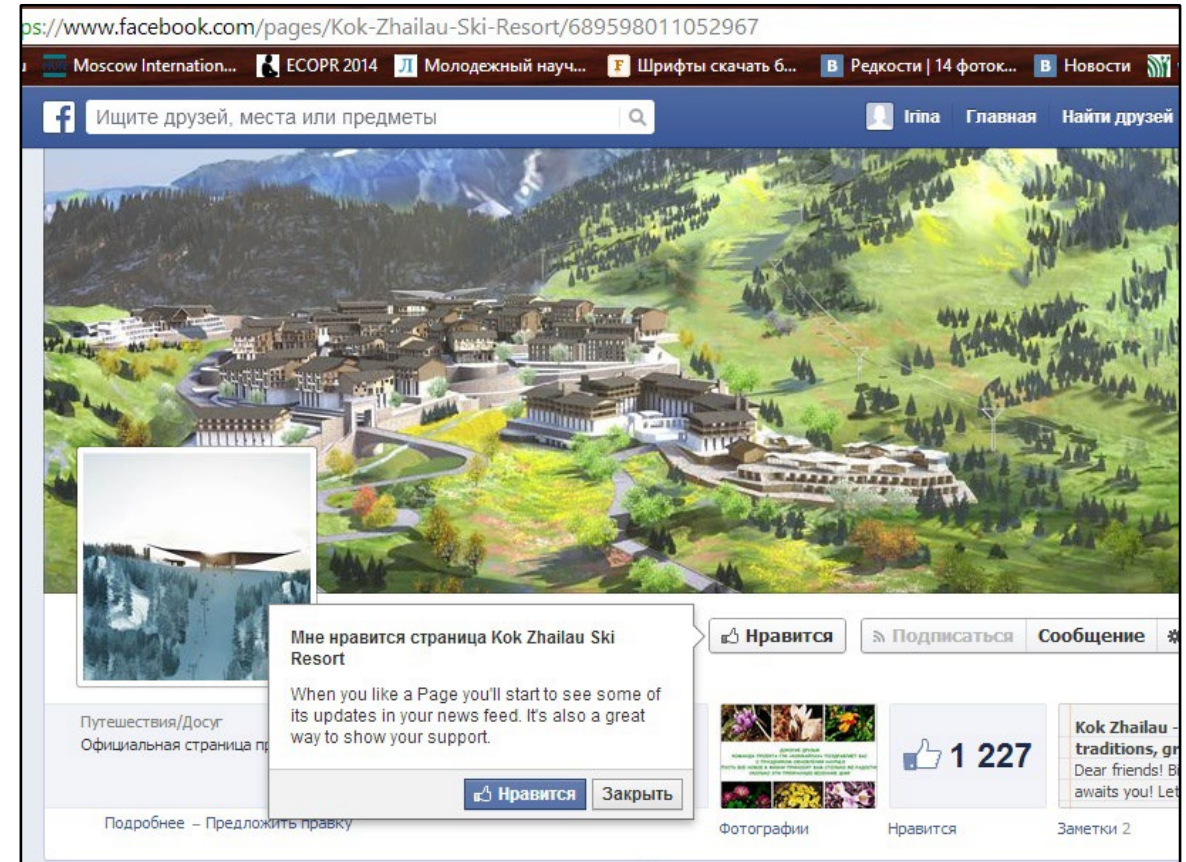 ps://www.facebook.com/pages/Kok-Zhailau-Ski-Resort/689598011052967
Moscow Internation... ECOPR 2014 Молодежный науч... Шрифты скачать б... Редкости | 14 фоток... Новости
Ищите друзей, места или предметы
Irina Главная Найти друзей
Мне нравится страница Kok Zhailau Ski
Resort
When you like a Page you'll start to see some of
its updates in your news feed. It's also a great
way to show your support.
Нравится Закрыть
Нравится Подписаться Сообщение
Путешествия/Досуг
Официальная страница п
Подробнее – Предложить правку
ДОРОГИЕ ДРУЗЬЯ
Фотографии
1 227
Нравится
Kok Zhailau -
traditions, gr
Dear friends! Bi
awaits you! Let
Заметки 2